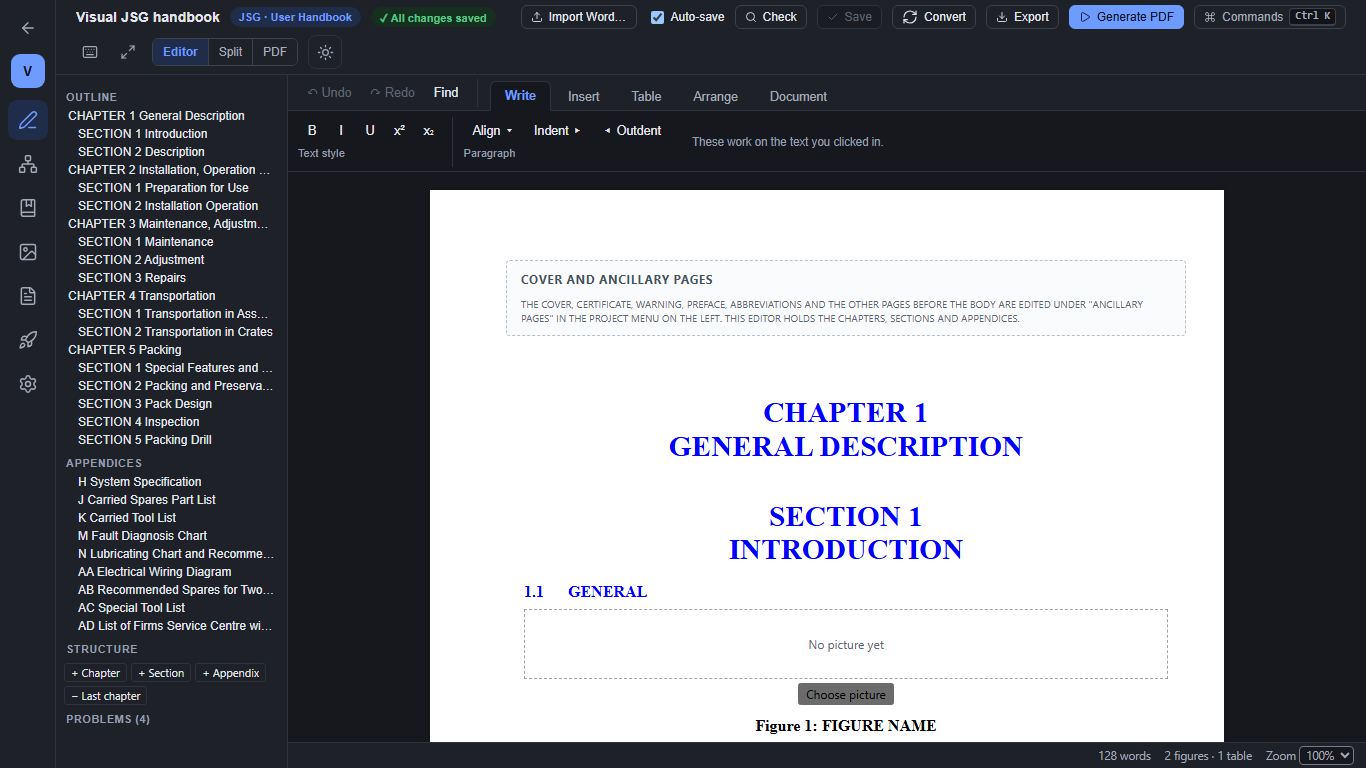 Visual JSG handbook
JSG · User Handbook
✓ All changes saved
Import Word…
Auto-save
Check
Save
Convert
Export
Generate PDF
Commands
Ctrl K
V
Editor
Split
PDF
OUTLINE
CHAPTER 1 General Description
SECTION 1 Introduction
SECTION 2 Description
CHAPTER 2 Installation, Operation ...
SECTION 1 Preparation for Use
SECTION 2 Installation Operation
CHAPTER 3 Maintenance, Adjustm...
SECTION 1 Maintenance
SECTION 2 Adjustment
SECTION 3 Repairs
CHAPTER 4 Transportation
SECTION 1 Transportation in Ass...
SECTION 2 Transportation in Crates
CHAPTER 5 Packing
SECTION 1 Special Features and ...
SECTION 2 Packing and Preserva...
SECTION 3 Pack Design
SECTION 4 Inspection
SECTION 5 Packing Drill
APPENDICES
H System Specification
J Carried Spares Part List
K Carried Tool List
M Fault Diagnosis Chart
N Lubricating Chart and Recomme...
AA Electrical Wiring Diagram
AB Recommended Spares for Two...
AC Special Tool List
AD List of Firms Service Centre wi...
STRUCTURE
+ Chapter
+ Section
+ Appendix
− Last chapter
PROBLEMS (4)
Undo
Redo
Find
Write
Insert
Table
Arrange
Document
B
I
U
x²
x₂
Text style
Align
Indent
Outdent
Paragraph
These work on the text you clicked in.
COVER AND ANCILLARY PAGES
THE COVER, CERTIFICATE, WARNING, PREFACE, ABBREVIATIONS AND THE OTHER PAGES BEFORE THE BODY ARE EDITED UNDER "ANCILLARY
PAGES" IN THE PROJECT MENU ON THE LEFT. THIS EDITOR HOLDS THE CHAPTERS, SECTIONS AND APPENDICES.
CHAPTER 1
GENERAL DESCRIPTION
SECTION 1
INTRODUCTION
1.1 GENERAL
No picture yet
Choose picture
Figure 1: FIGURE NAME
128 words
2 figures · 1 table
Zoom
100%